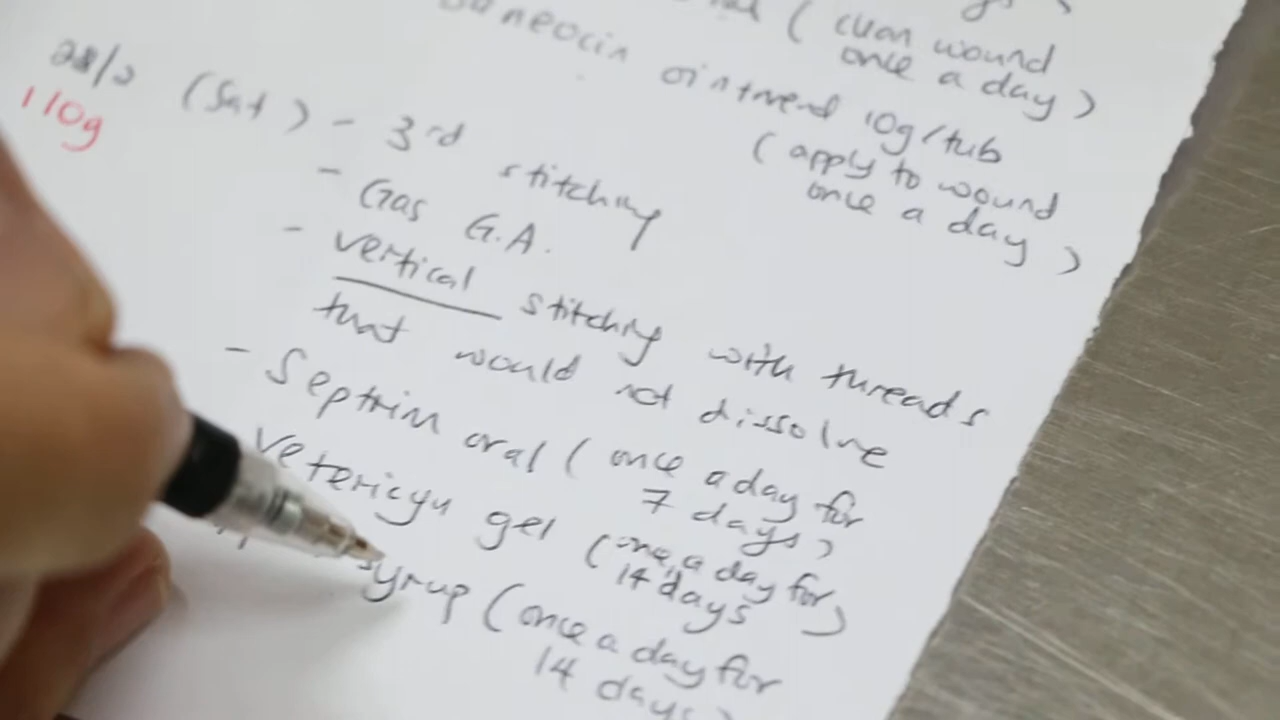 ( clean wound
once a day )
neocin ointment 10g/tub
( apply to wound
once a day )
28/2 (Sat) - 3rd stitching
110g
- Gas G.A.
- vertical stitching with threads
that would not dissolve
- Septrim oral ( once a day for
7 days )
vetericyn gel ( once a day for
14 days )
syrup ( once a day for
14 days )